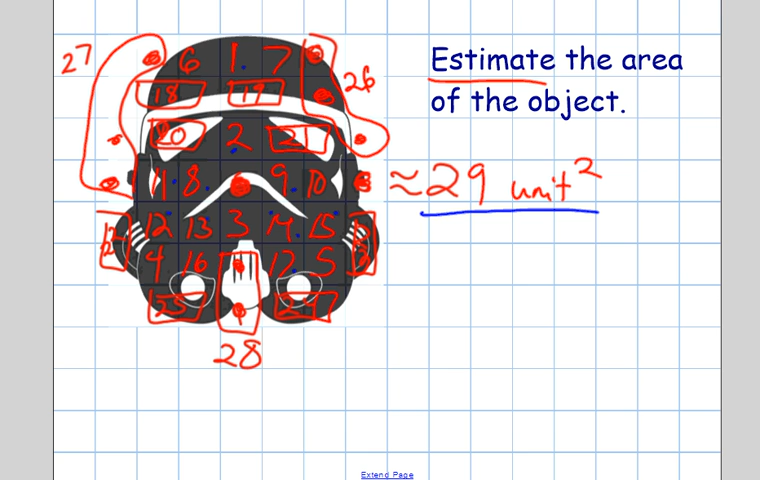 Estimate the area
of the object.
27
6 1 7
26
18 19
20 2 21
11 8 9 10
≈29 unit²
12 13 3 14 15
4 16 17 5
24
28
Extend Page